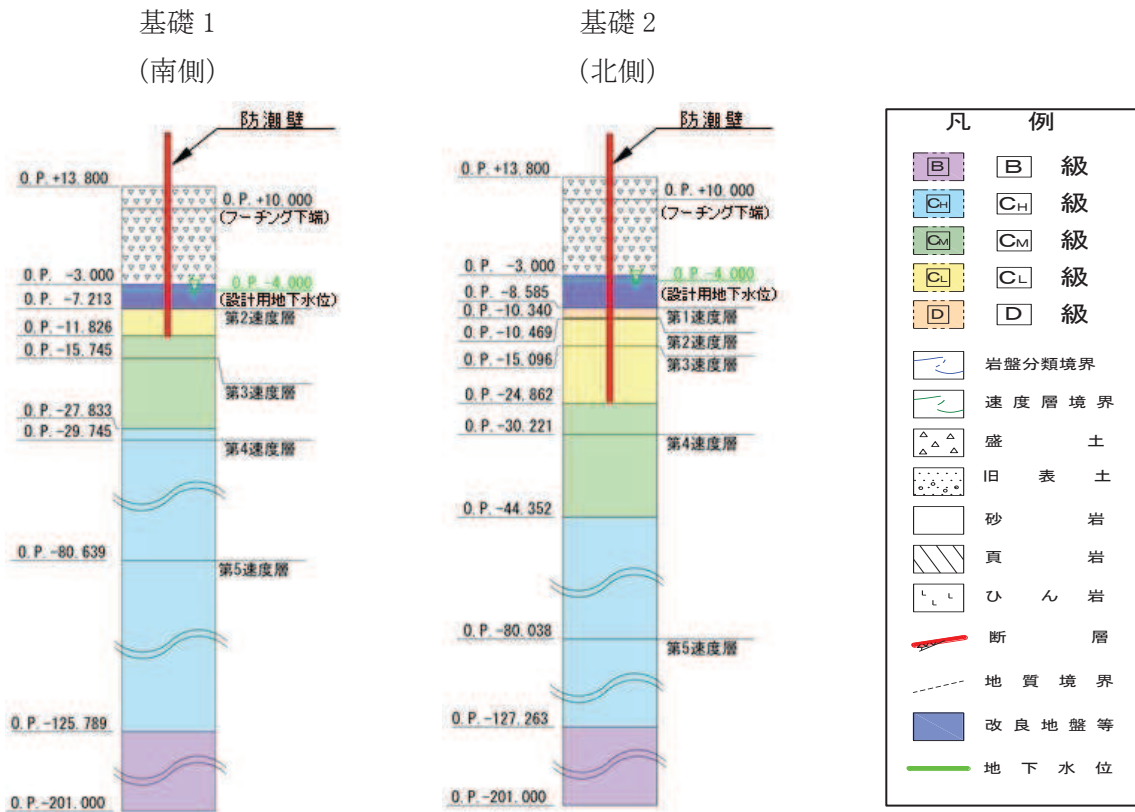 基礎 1
(南側)
防潮壁
O.P. +13.800
O.P. +10.000
(フーチング下端)
O.P. -3.000
O.P. -4.000
(設計用地下水位)
O.P. -7.213
第2速度層
O.P. -11.826
O.P. -15.745
第3速度層
O.P. -27.833
O.P. -29.745
第4速度層
O.P. -80.639
第5速度層
O.P. -125.789
O.P. -201.000
基礎 2
(北側)
防潮壁
O.P. +13.800
O.P. +10.000
(フーチング下端)
O.P. -3.000
O.P. -4.000
(設計用地下水位)
O.P. -8.585
O.P. -10.340
第1速度層
O.P. -10.469
第2速度層
O.P. -15.096
第3速度層
O.P. -24.862
O.P. -30.221
第4速度層
O.P. -44.352
O.P. -80.038
第5速度層
O.P. -127.263
O.P. -201.000
凡 例
B B 級
CH CH 級
CM CM 級
CL CL 級
D D 級
岩盤分類境界
速度層境界
盛 土
旧 表 土
砂 岩
頁 岩
ひ ん 岩
断 層
地 質 境 界
改 良 地 盤 等
地 下 水 位